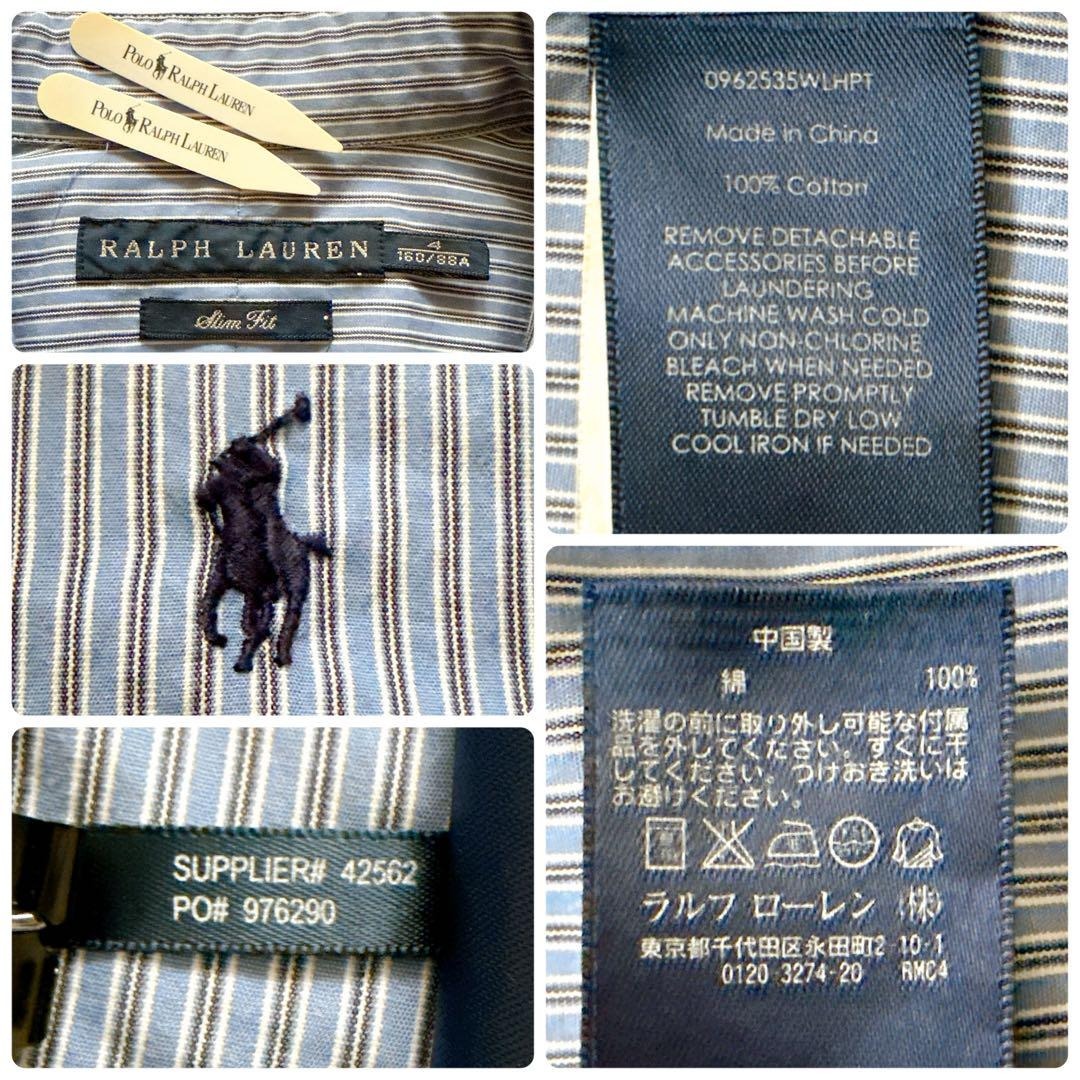 POLO RALPH LAUREN
POLO RALPH LAUREN
RALPH LAUREN
4
160/88A
Slim Fit
0962535WLHPT
Made in China
100% Cotton
REMOVE DETACHABLE
ACCESSORIES BEFORE
LAUNDERING
MACHINE WASH COLD
ONLY NON-CHLORINE
BLEACH WHEN NEEDED
REMOVE PROMPTLY
TUMBLE DRY LOW
COOL IRON IF NEEDED
SUPPLIER# 42562
PO# 976290
中国製
綿 100%
洗濯の前に取り外し可能な付属
品を外してください。すぐに干
してください。つけおき洗いは
お避けください。
ラルフ ローレン (株)
東京都千代田区永田町2 10-1
0120 3274-20 RMC4